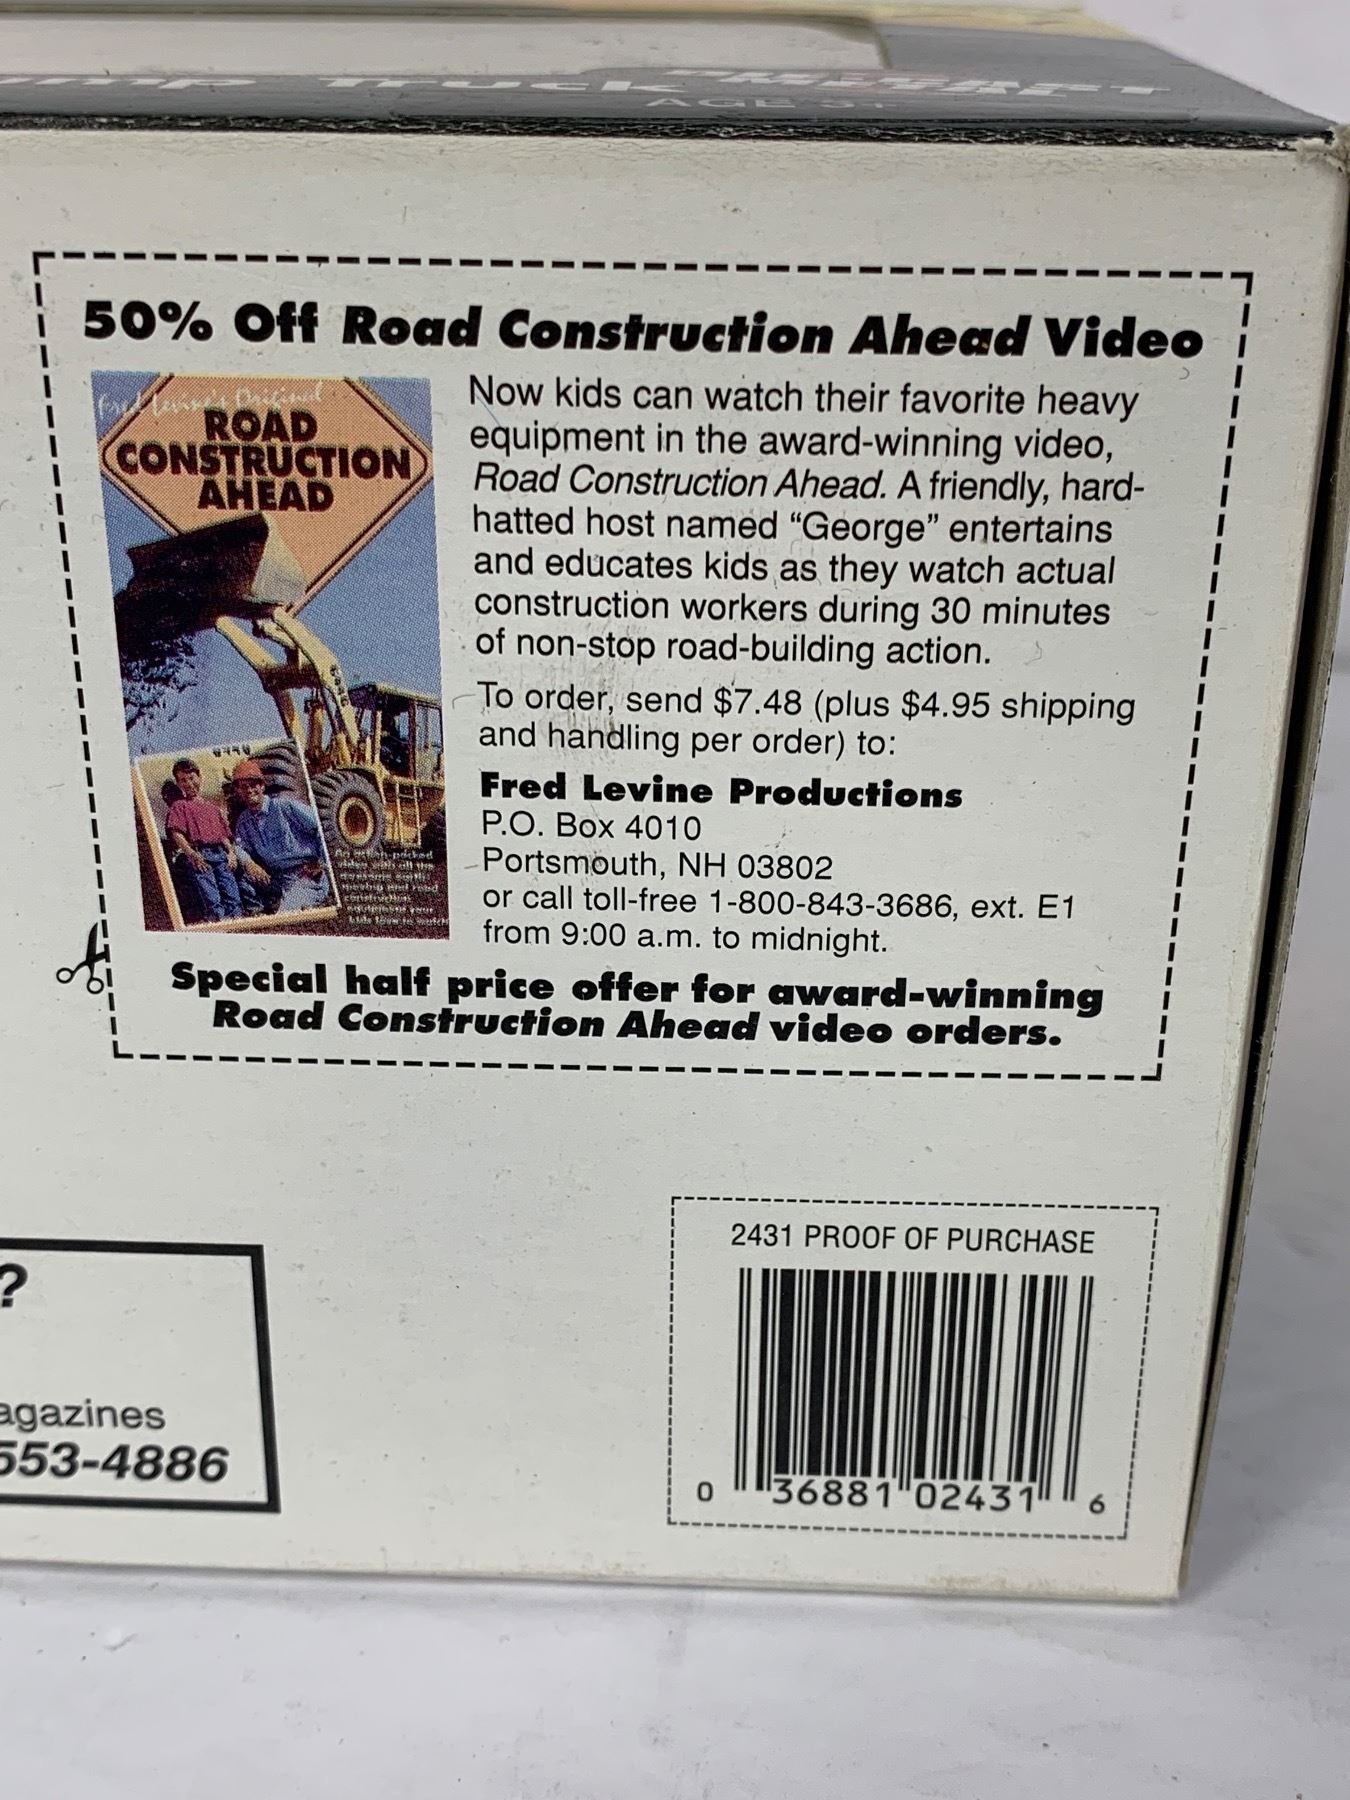 Truck
AGE 3+
50% Off Road Construction Ahead Video
Fred Levine's Original
ROAD
CONSTRUCTION
AHEAD
Now kids can watch their favorite heavy
equipment in the award-winning video,
Road Construction Ahead. A friendly, hard-
hatted host named “George” entertains
and educates kids as they watch actual
construction workers during 30 minutes
of non-stop road-building action.
To order, send $7.48 (plus $4.95 shipping
and handling per order) to:
Fred Levine Productions
P.O. Box 4010
Portsmouth, NH 03802
or call toll-free 1-800-843-3686, ext. E1
from 9:00 a.m. to midnight.
Special half price offer for award-winning
Road Construction Ahead video orders.
?
agazines
553-4886
2431 PROOF OF PURCHASE
0 36881 02431 6